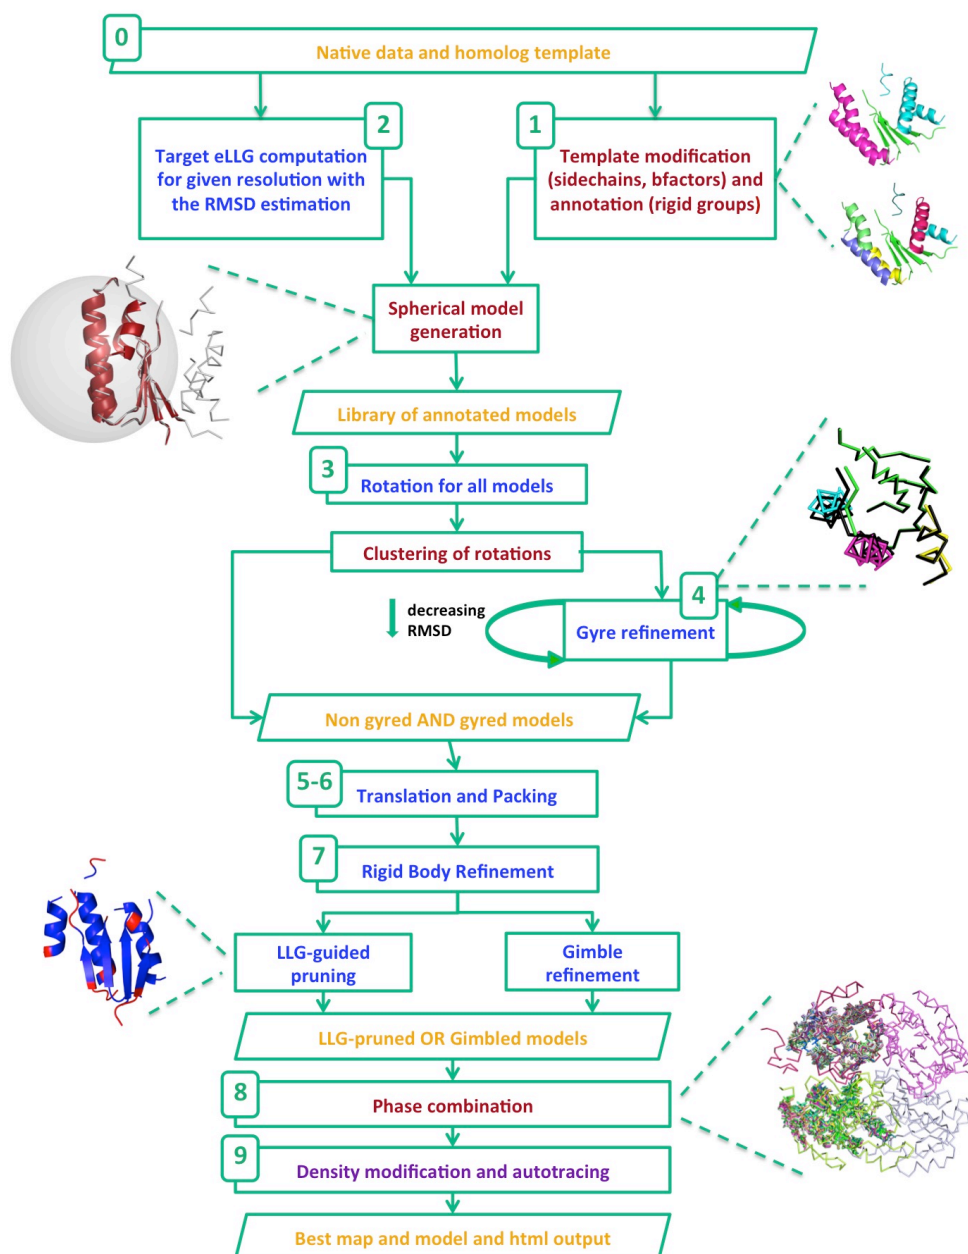 0
Native data and homolog template
2
Target eLLG computation
for given resolution with
the RMSD estimation
1
Template modification
(sidechains, bfactors) and
annotation (rigid groups)
Spherical model
generation
Library of annotated models
3
Rotation for all models
Clustering of rotations
decreasing
RMSD
4
Gyre refinement
Non gyred AND gyred models
5-6
Translation and Packing
7
Rigid Body Refinement
LLG-guided
pruning
Gimble
refinement
LLG-pruned OR Gimbled models
8
Phase combination
9
Density modification and autotracing
Best map and model and html output